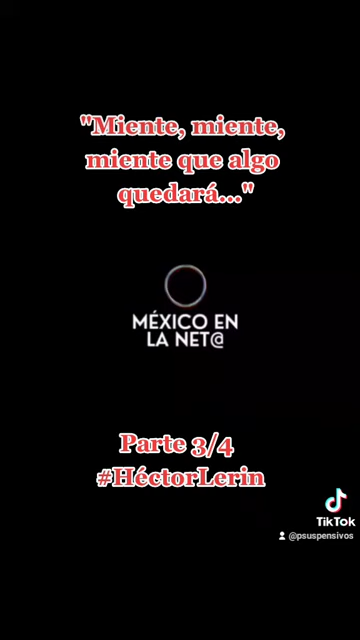 "Miente, miente,
miente que algo
quedará..."
MÉXICO EN
LA NET@
Parte 3/4
#HéctorLerin
TikTok
@psuspensivos